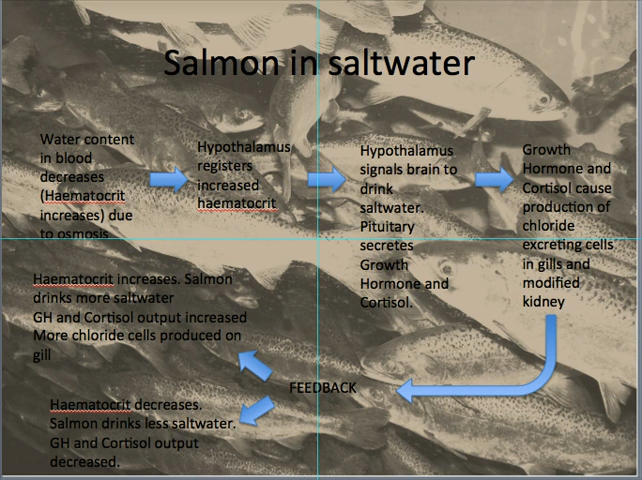 Salmon in saltwater
Water content
in blood
decreases
(Haematocrit
increases) due
to osmosis
Hypothalamus
registers
increased
haematocrit
Hypothalamus
signals brain to
drink
saltwater.
Pituitary
secretes
Growth
Hormone and
Cortisol.
Growth
Hormone and
Cortisol cause
production of
chloride
excreting cells
in gills and
modified
kidney
Haematocrit increases. Salmon
drinks more saltwater
GH and Cortisol output increased
More chloride cells produced on
gill
FEEDBACK
Haematocrit decreases.
Salmon drinks less saltwater.
GH and Cortisol output
decreased.